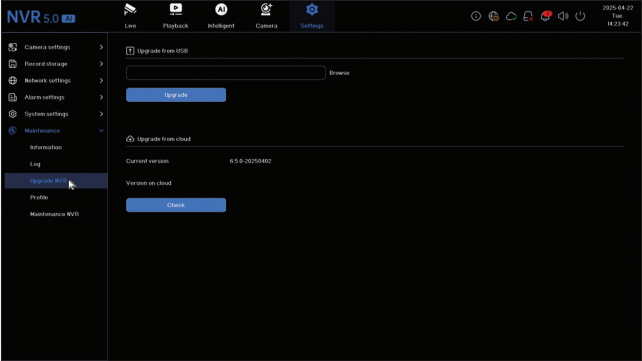 NVR 5.0 AI
Live
Playback
AI
Intelligent
Camera
Settings
2025-04-22
Tue
14:23:42
Camera settings
Record storage
Network settings
Alarm settings
System settings
Maintenance
Information
Log
Upgrade NVR
Profile
Maintenance NVR
Upgrade from USB
Browse
Upgrade
Upgrade from cloud
Current version 6.5.0-20250402
Version on cloud
Check